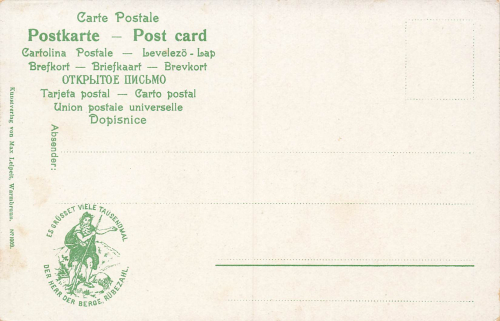 Carte Postale
Postkarte — Post card
Cartolina Postale — Levelező - Lap
Brefkort — Briefkaart — Brevkort
ОТКРЫТОЕ ПИСЬМО
Tarjeta postal — Carto postal
Union postale universelle
Dopisnice
Absender:
Kunstverlag von Max Leipelt, Warmbrunn.
ES GRÜSSET VIELE TAUSENDMAL
DER HERR DER BERGE, RÜBEZAHL.